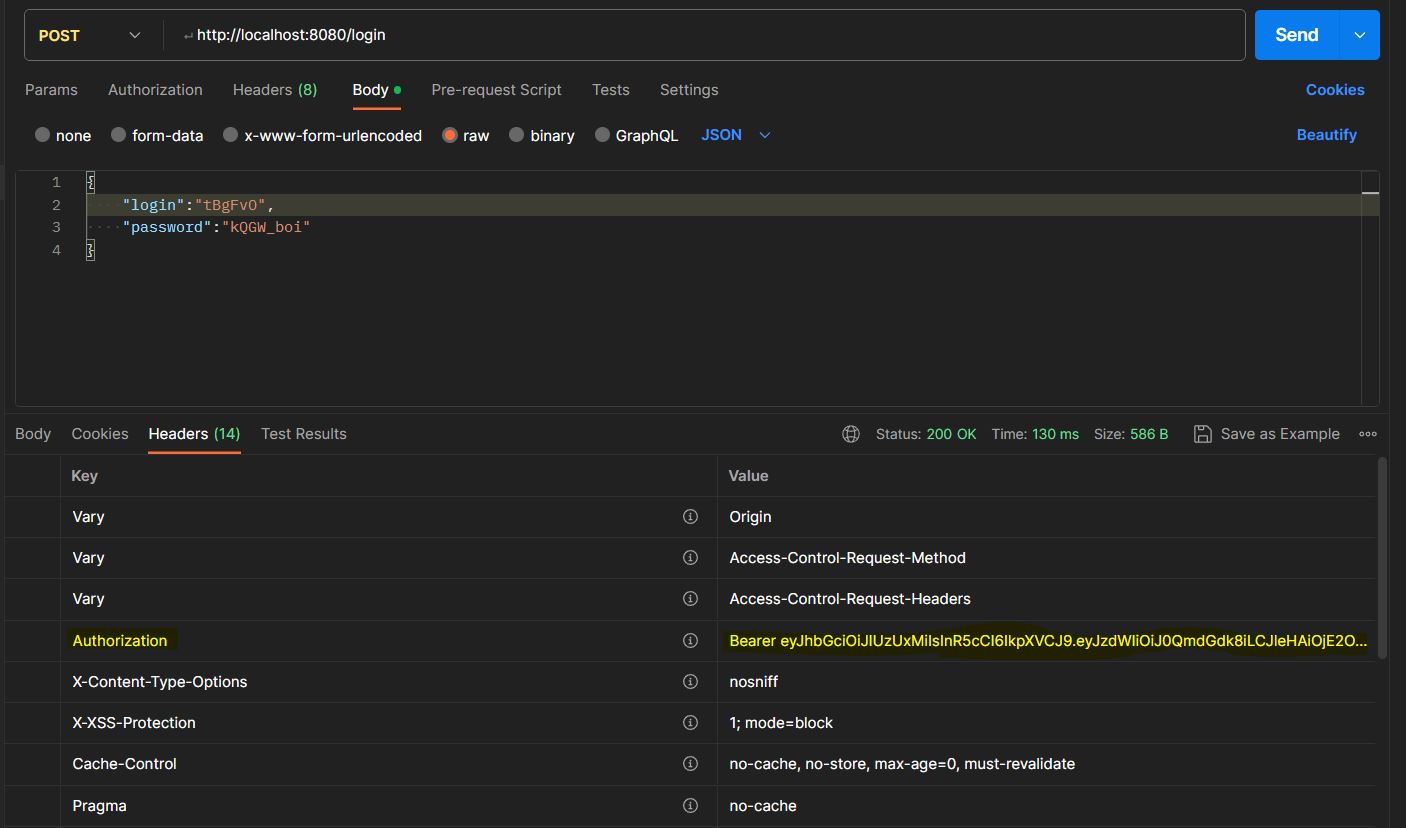 POST http://localhost:8080/login Send
Params Authorization Headers (8) Body Pre-request Script Tests Settings Cookies
none form-data x-www-form-urlencoded raw binary GraphQL JSON Beautify
1 {
2 "login":"tBgFvO",
3 "password":"kQGW_boi"
4 }
Body Cookies Headers (14) Test Results Status: 200 OK Time: 130 ms Size: 586 B Save as Example
Key Value
Vary Origin
Vary Access-Control-Request-Method
Vary Access-Control-Request-Headers
Authorization Bearer eyJhbGciOiJIUzUxMiIsInR5cCI6IkpXVCJ9.eyJzdWIiOiJ0QmdGdk8iLCJleHAiOjE2O...
X-Content-Type-Options nosniff
X-XSS-Protection 1; mode=block
Cache-Control no-cache, no-store, max-age=0, must-revalidate
Pragma no-cache